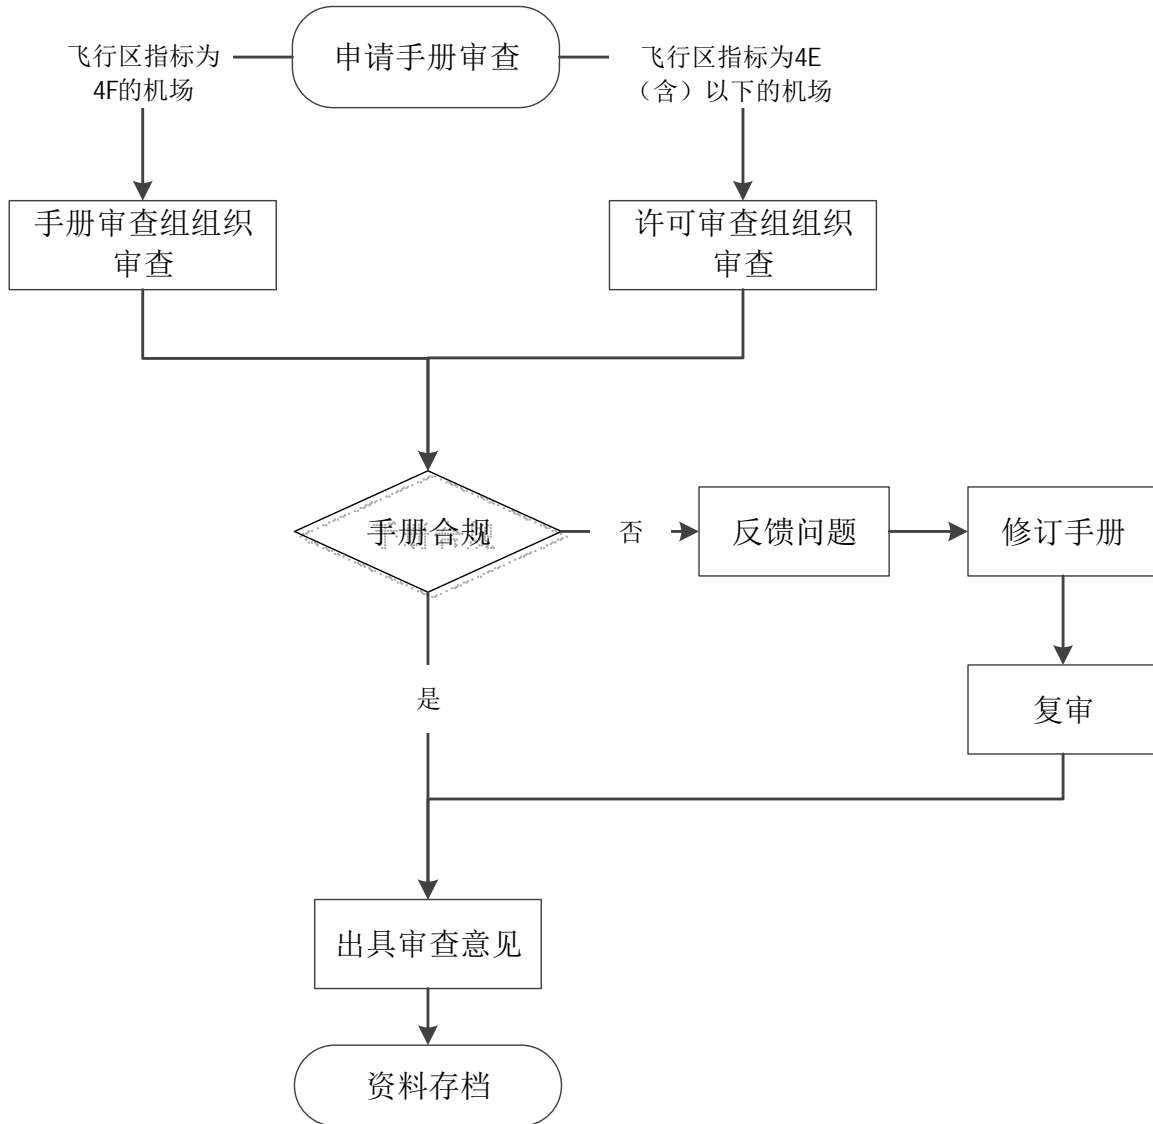 飞行区指标为
4F的机场
申请手册审查
飞行区指标为4E
（含）以下的机场
手册审查组组织
审查
许可审查组组织
审查
手册合规
否
反馈问题
修订手册
是
复审
出具审查意见
资料存档